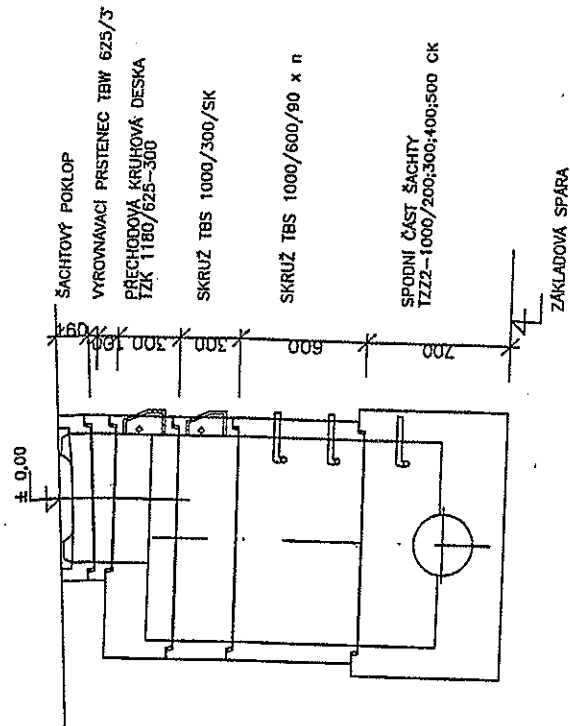 ± 0,00
ŠACHTOVÝ POKLOP
VYROVNÁVACÍ PRSTENEC TBW 625/
PŘECHODOVÁ KRUHOVÁ DESKA
TZK 1180/625-300
SKRUŽ TBS 1000/300/SK
SKRUŽ TBS 1000/600/90 x n
SPODNÍ ČÁST ŠACHTY
TZZ2-1000/200;300;400;500 CK
ZÁKLADOVÁ SPÁRA
160
300
300
600
700